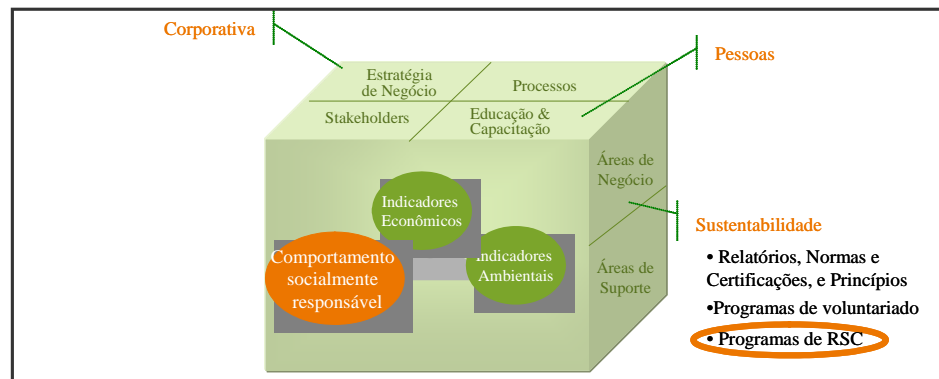 Corporativa
Pessoas
Estratégia
de Negócio
Processos
Stakeholders
Educação &
Capacitação
Áreas de
Negócio
Indicadores
Econômicos
Sustentabilidade
Comportamento
socialmente
responsável
Indicadores
Ambientais
Áreas de
Suporte
• Relatórios, Normas e
Certificações, e Princípios
•Programas de voluntariado
• Programas de RSC